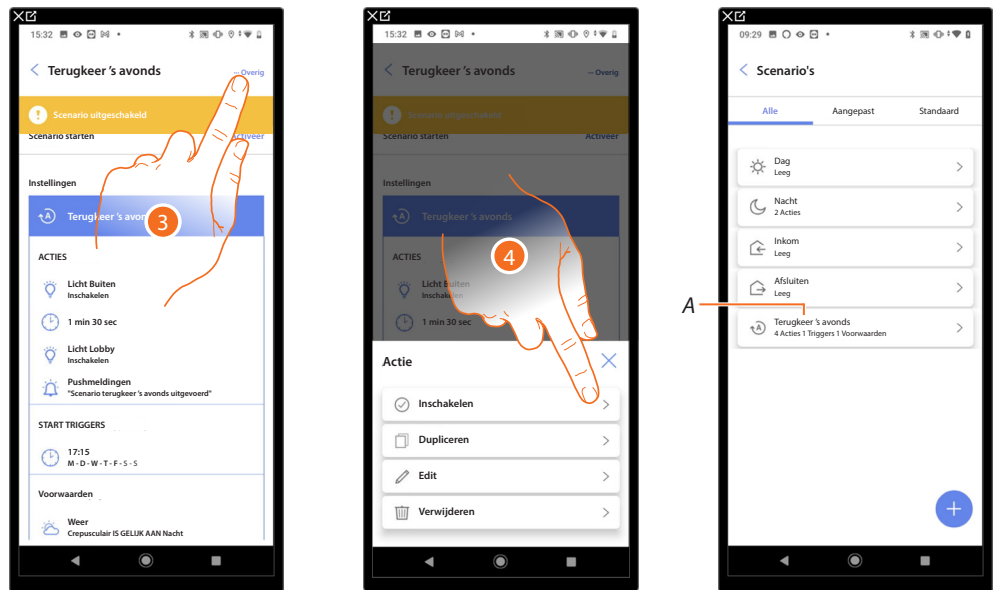 15:32
Terugkeer 's avonds
... Overig
Scenario uitgeschakeld
Scenario starten
Activeer
Instellingen
Terugkeer 's avon
3
ACTIES
Licht Buiten
Inschakelen
1 min 30 sec
Licht Lobby
Inschakelen
Pushmeldingen
"Scenario terugkeer 's avonds uitgevoerd"
START TRIGGERS
17:15
M - D - W - T - F - S - S
Voorwaarden
Weer
Crepusculair IS GELIJK AAN Nacht
15:32
Terugkeer 's avonds
... Overig
Scenario uitgeschakeld
Scenario starten
Activeer
Instellingen
Terugkeer 's avonds
ACTIES
4
Licht Buiten
Inschakelen
1 min 30 sec
Actie
Inschakelen
Dupliceren
Edit
Verwijderen
09:29
Scenario's
Alle
Aangepast
Standaard
Dag
Leeg
Nacht
2 Acties
Inkom
Leeg
Afsluiten
Leeg
A
Terugkeer 's avonds
4 Acties 1 Triggers 1 Voorwaarden